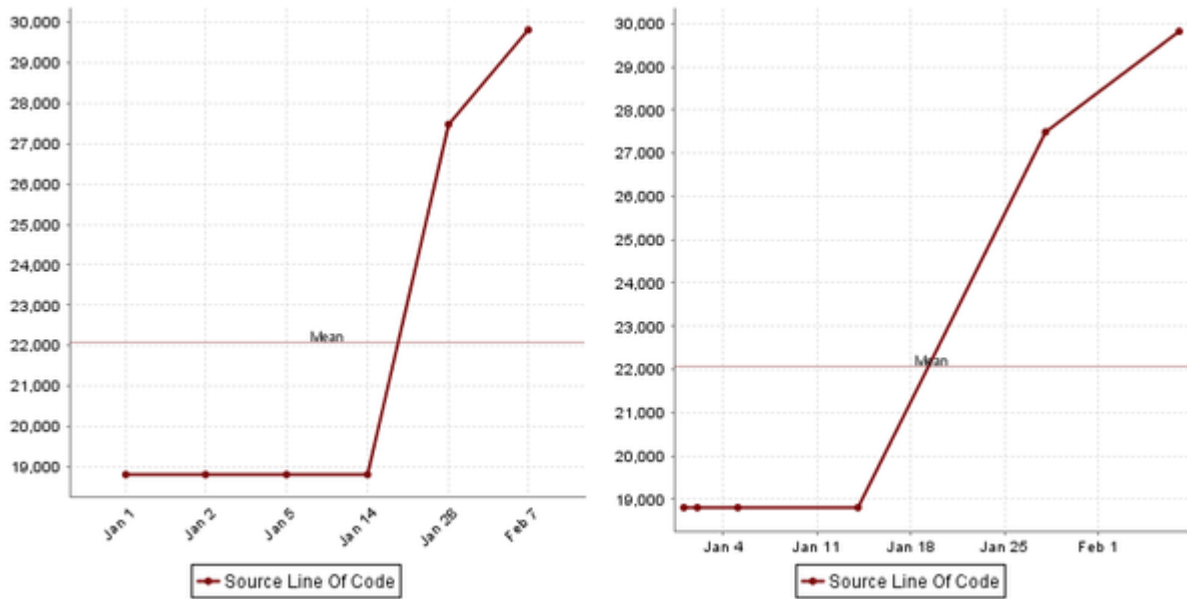 30,000
29,000
28,000
27,000
26,000
25,000
24,000
23,000
Mean
22,000
21,000
20,000
19,000
Jan 1
Jan 2
Jan 5
Jan 14
Jan 28
Feb 7
Source Line Of Code
30,000
29,000
28,000
27,000
26,000
25,000
24,000
23,000
Mean
22,000
21,000
20,000
19,000
Jan 4
Jan 11
Jan 18
Jan 25
Feb 1
Source Line Of Code